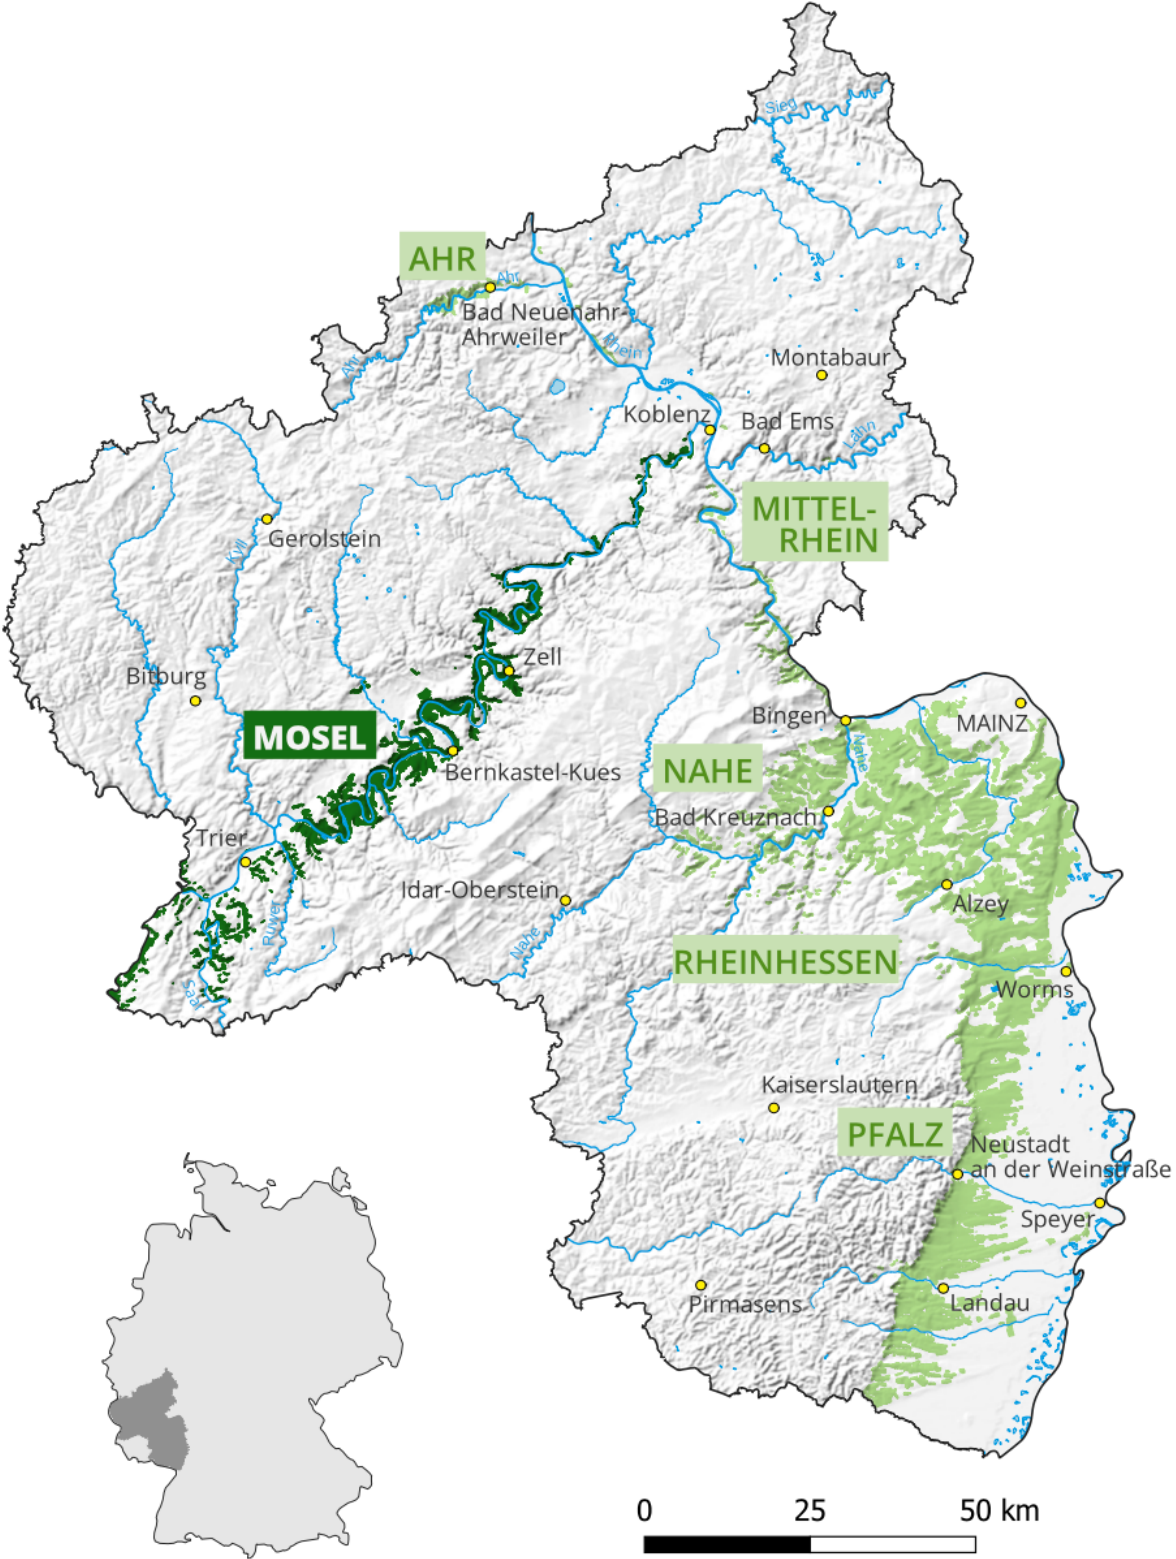 Sieg
AHR
Ahr
Bad Neuenahr-
Ahrweiler
Rhein
Ahr
Montabaur
Koblenz
Bad Ems
Lahn
MITTEL-
RHEIN
Gerolstein
Kyll
Zell
Bitburg
MOSEL
Bingen
MAINZ
Nahe
NAHE
Bernkastel-Kues
Bad Kreuznach
Trier
Idar-Oberstein
Alzey
Ruwer
Nahe
RHEINHESSEN
Saar
Worms
Kaiserslautern
PFALZ
Neustadt
an der Weinstraße
Speyer
Pirmasens
Landau
0 25 50 km